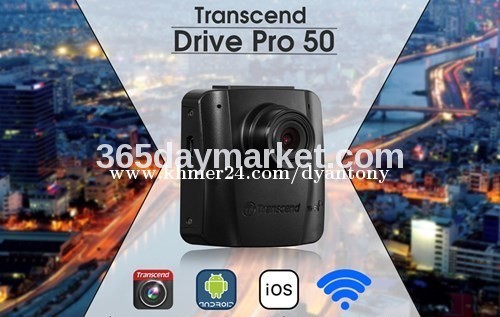 Transcend
Drive Pro 50
365daymarket.com
www.khmer24.com/dyantony
Transcend
Transcend
ANDROID
iOS